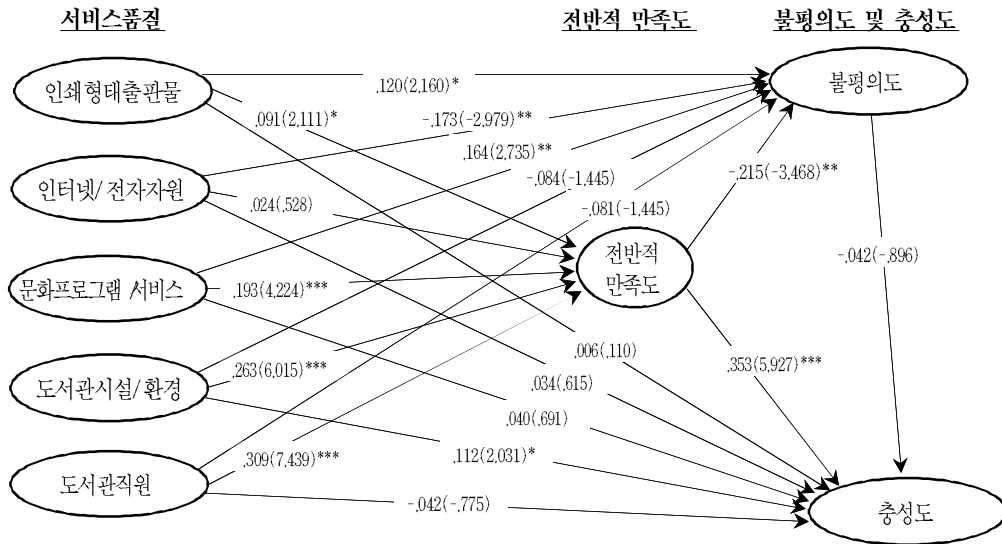 서비스품질
전반적 만족도
불평의도 및 충성도
인쇄형태출판물
불평의도
.120(2,160)*
.091(2,111)*
-.173(-2,979)**
.164(2,735)**
인터넷/전자자원
-.084(-1,445)
-.215(-3,468)**
.024(,528)
-.081(-1,445)
전반적
만족도
-.042(-,896)
문화프로그램/서비스
.193(4,224)***
.006(,110)
.353(5,927)***
.263(6,015)***
.034(,615)
도서관시설/환경
.040(,691)
.112(2,031)*
.309(7,439)***
도서관직원
-.042(-,775)
충성도